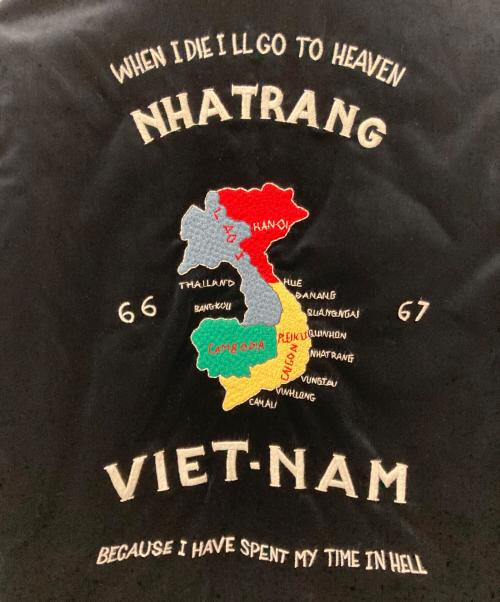 WHEN I DIE I LL GO TO HEAVEN
NHATRANG
HANOI
LAOS
THAILAND
HUE
DANANG
BANGKOK
QUANGNGAI
66
67
PLEIKU
QUINHON
CAMBODIA
CAIGON
NHATRANG
VUNGTAU
VINHLONG
CAMAU
VIET-NAM
BECAUSE I HAVE SPENT MY TIME IN HELL